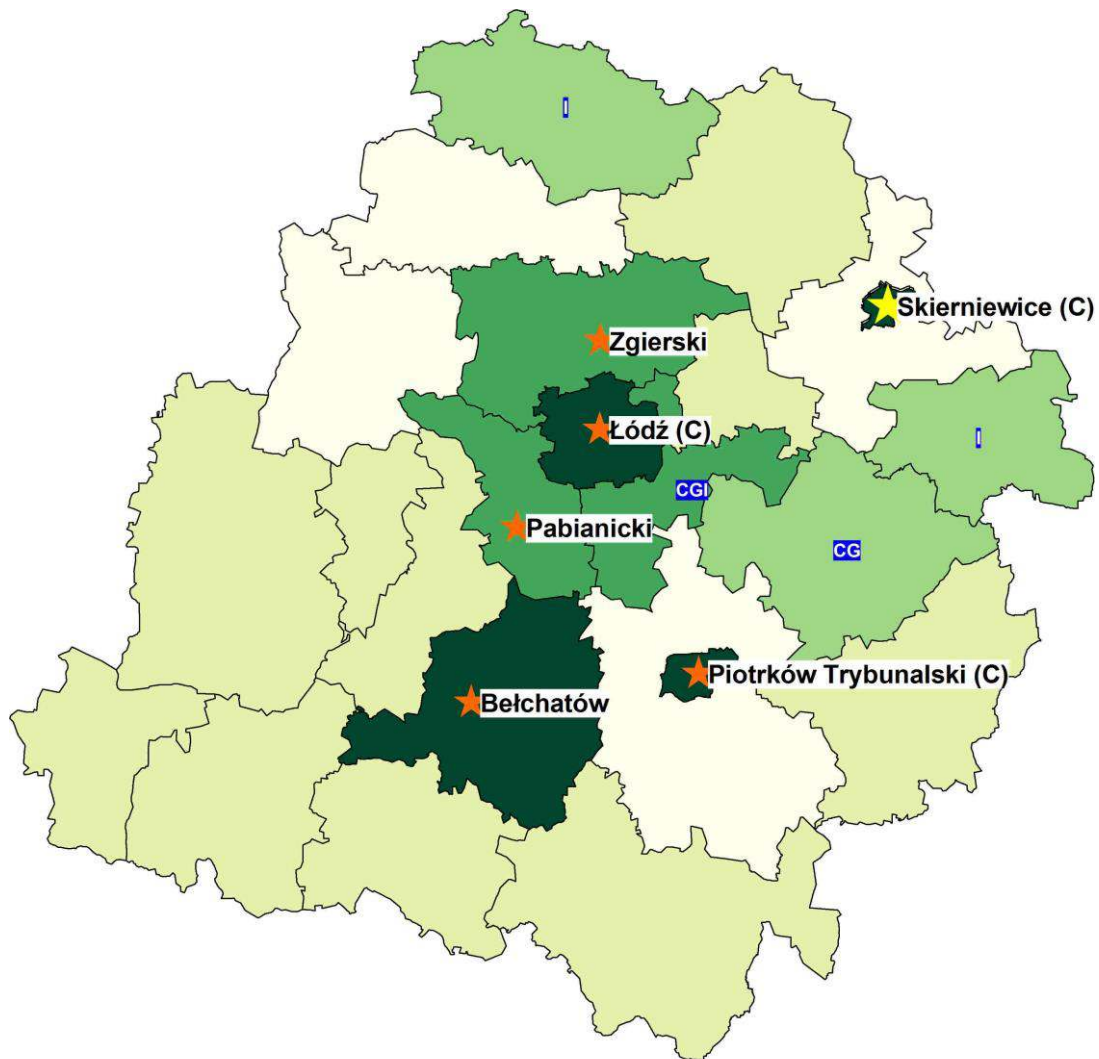 I
Skierniewice (C)
Zgierski
Łódź (C)
I
CGI
Pabianicki
CG
Piotrków Trybunalski (C)
Bełchatów